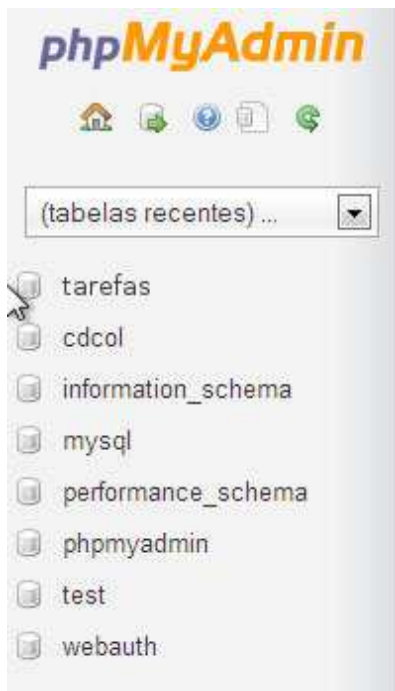 phpMyAdmin
(tabelas recentes) ...
tarefas
cdcol
information_schema
mysql
performance_schema
phpmyadmin
test
webauth